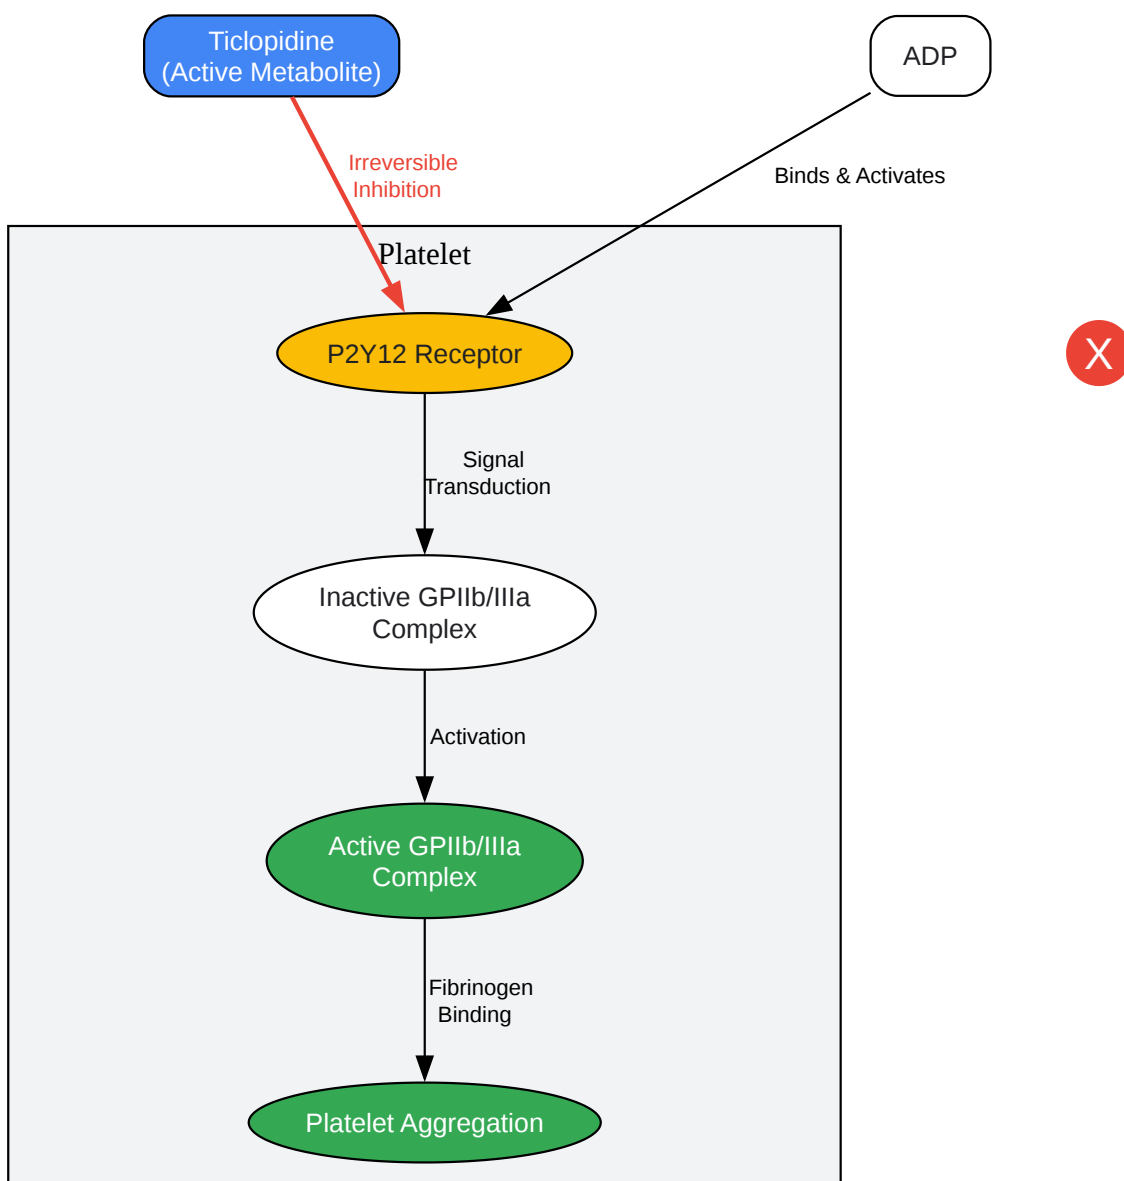 Ticlopidine
(Active Metabolite)
ADP
Irreversible
Inhibition
Binds & Activates
Platelet
P2Y12 Receptor
X
Signal
Transduction
Inactive GPIIb/IIIa
Complex
Activation
Active GPIIb/IIIa
Complex
Fibrinogen
Binding
Platelet Aggregation